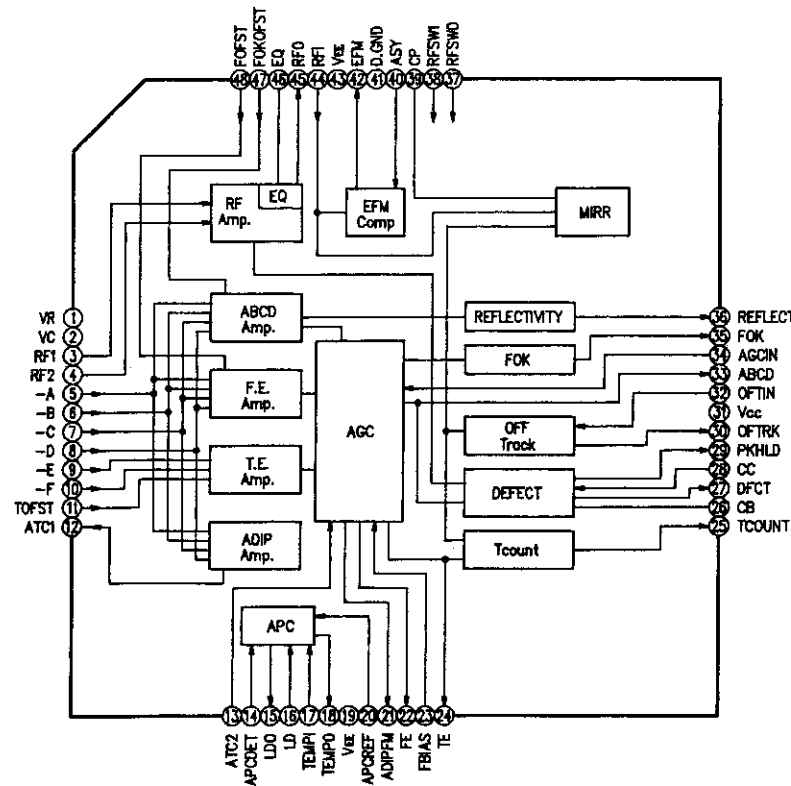 FOFST
FOKOFST
EQ
RFO
RFI
VEE
EFM
D.GND
ASY
CP
RFSW1
RFSW0
48 47 46 45 44 43 42 41 40 39 38 37
RF
Amp.
EQ
EFM
Comp
MIRR
VR 1
VC 2
RF1 3
RF2 4
-A 5
-B 6
-C 7
-D 8
-E 9
-F 10
TOFST 11
ATC1 12
ABCD
Amp.
F.E
Amp.
T.E
Amp.
ADIP
Amp.
AGC
REFLECTIVITY
FOK
OFF
Track
DEFECT
Tcount
36 REFLECT
35 FOK
34 AGCIN
33 ABCD
32 OFTIN
31 Vcc
30 OFTRK
29 PKHLD
28 CC
27 DFCT
26 CB
25 TCOUNT
APC
13 14 15 16 17 18 19 20 21 22 23 24
ATC2
APCDET
LDO
LD
TEMPI
TEMPO
VEE
APCREF
ADIPFM
FE
FBIAS
TE